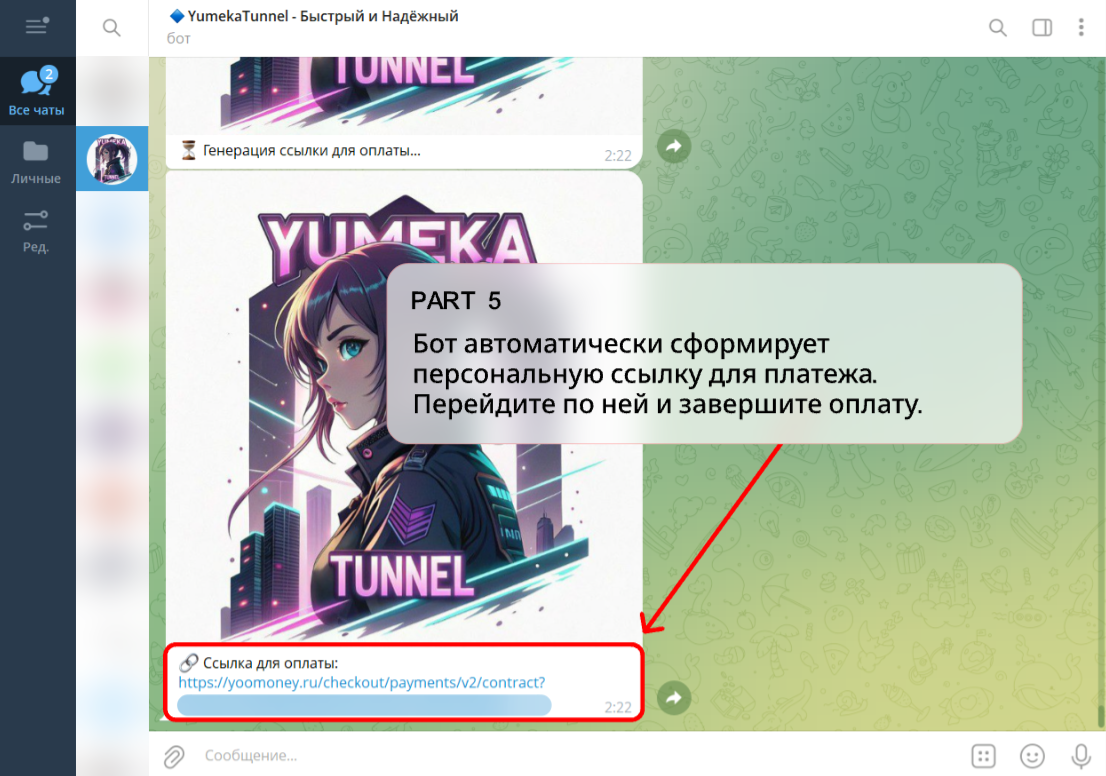 YumekaTunnel - Быстрый и Надёжный
бот
2
Все чаты
Личные
Ред.
TUNNEL
Генерация ссылки для оплаты...
2:22
YUMEKA
TUNNEL
YUMEKA
TUNNEL
PART 5
Бот автоматически сформирует
персональную ссылку для платежа.
Перейдите по ней и завершите оплату.
Ссылка для оплаты:
https://yoomoney.ru/checkout/payments/v2/contract?
2:22
Сообщение...